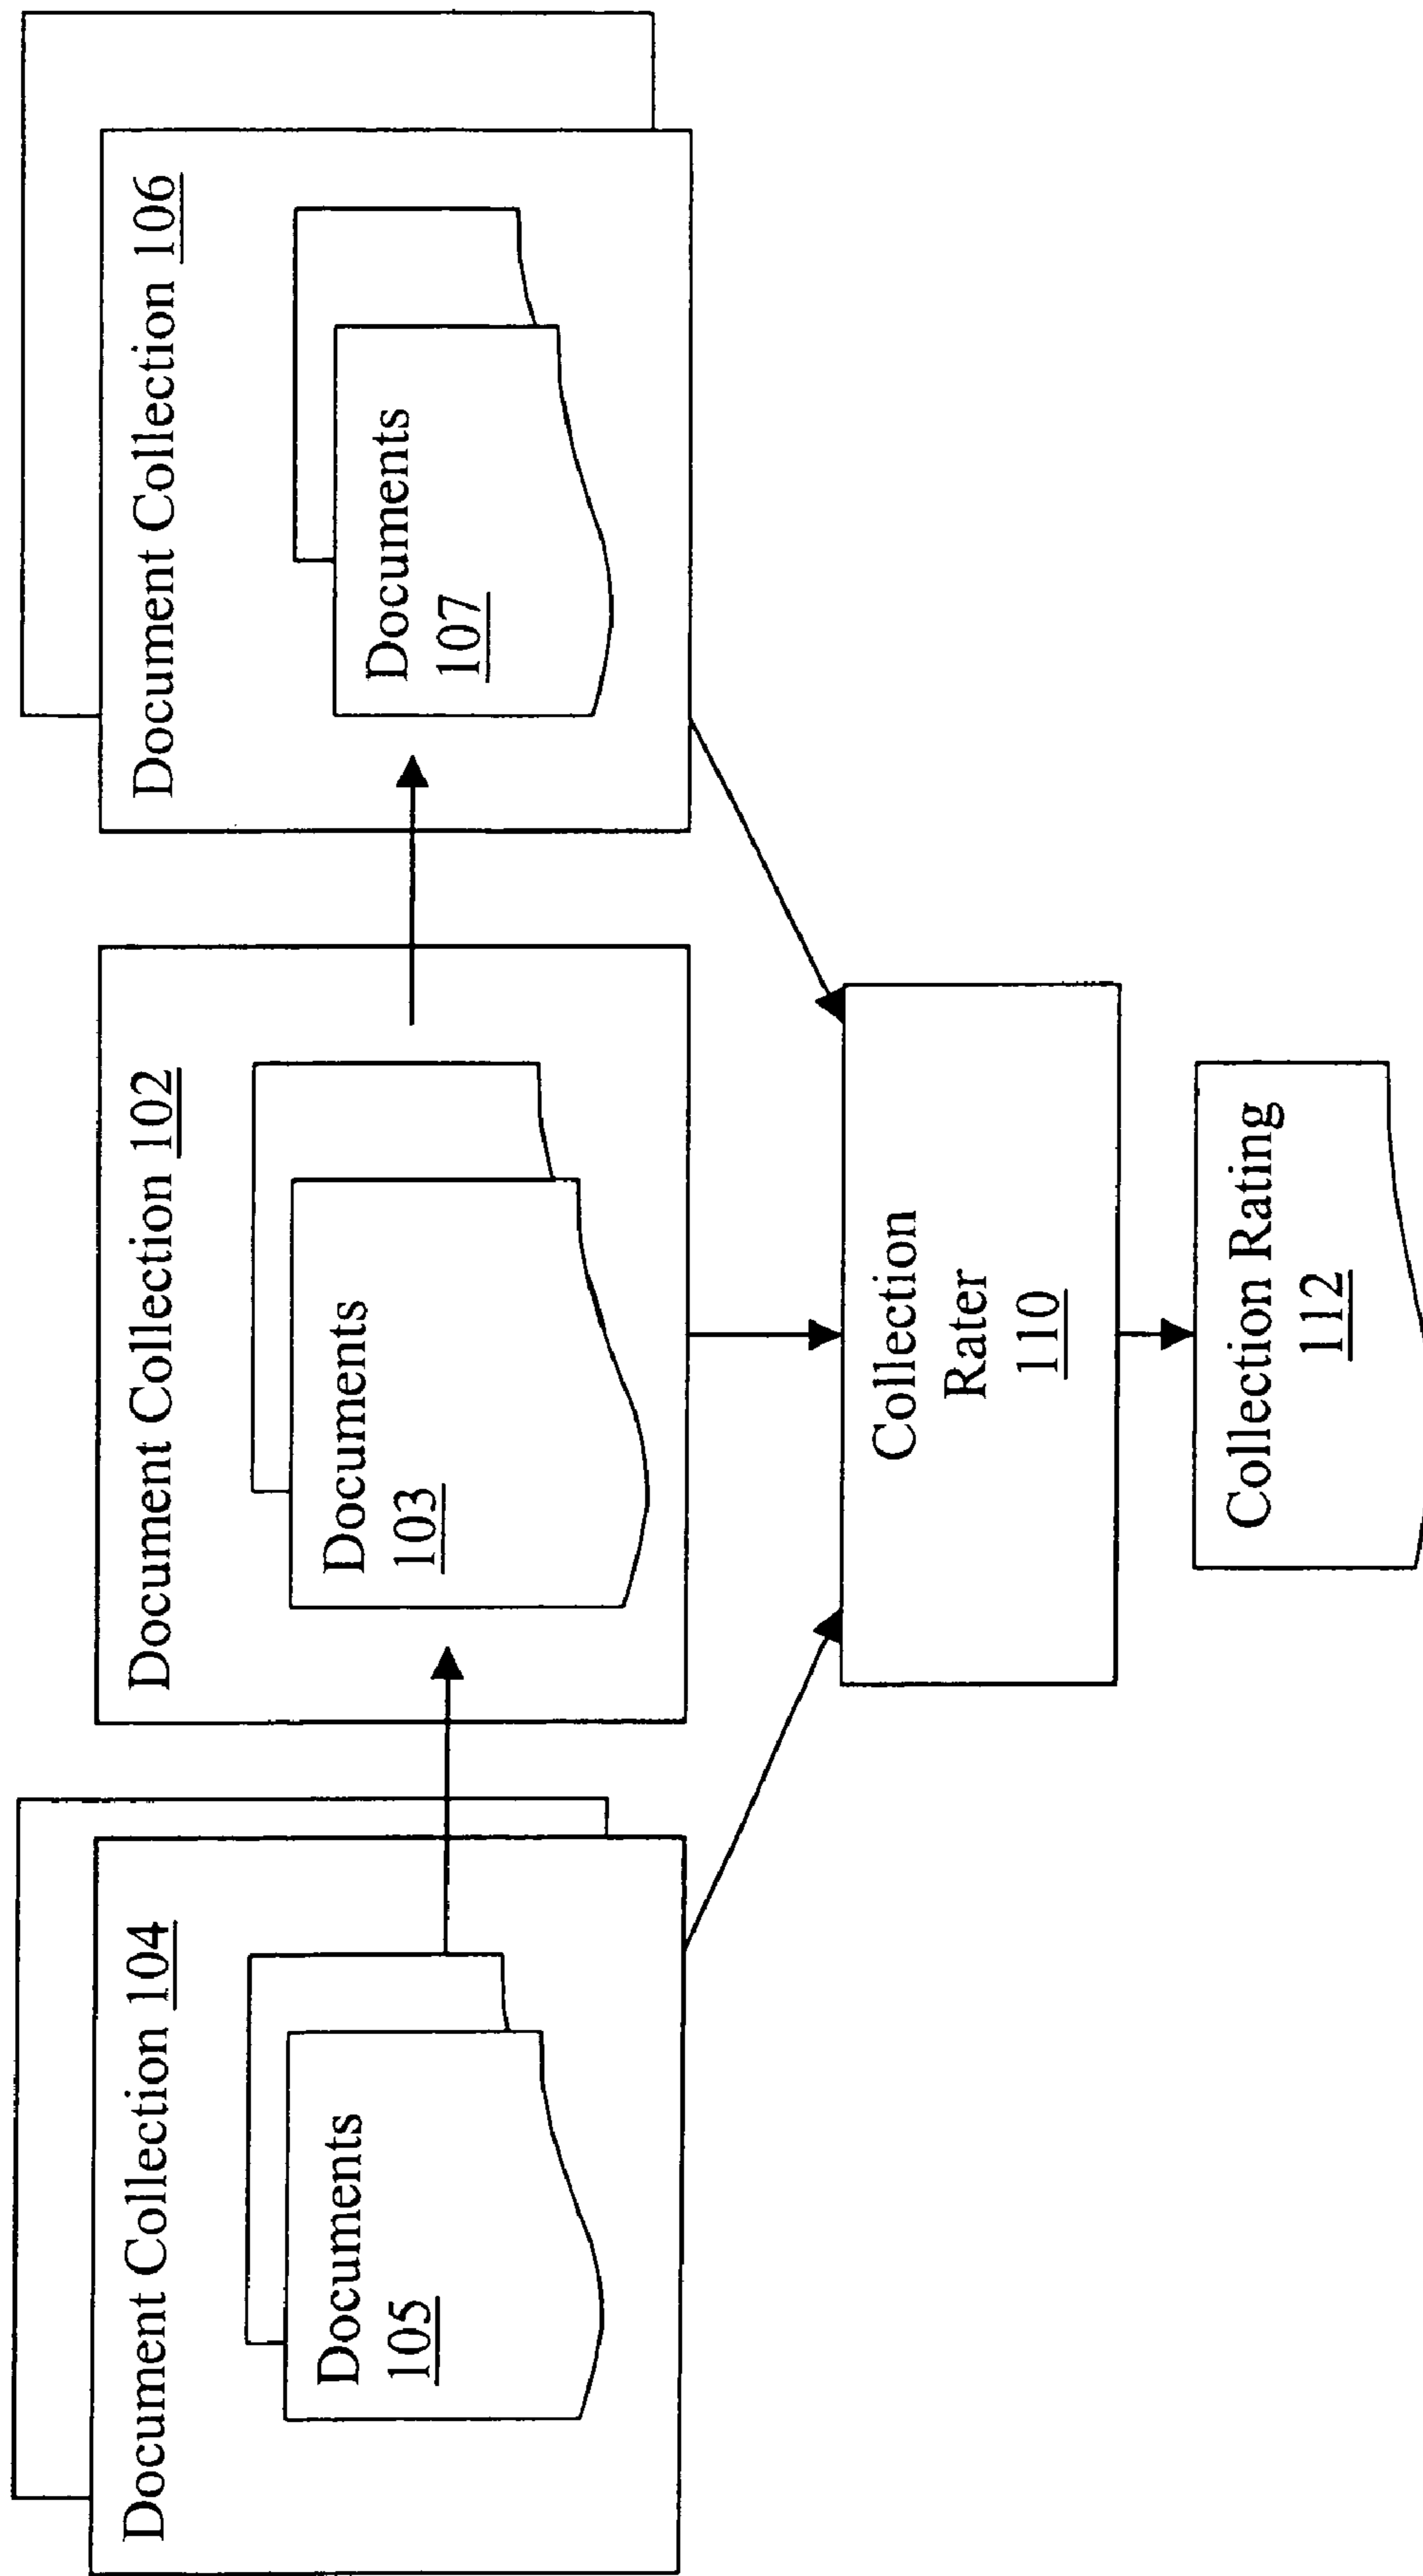 Document Collection 104
Documents
105
Document Collection 102
Documents
103
Document Collection 106
Documents
107
Collection
Rater
110
Collection Rating
112